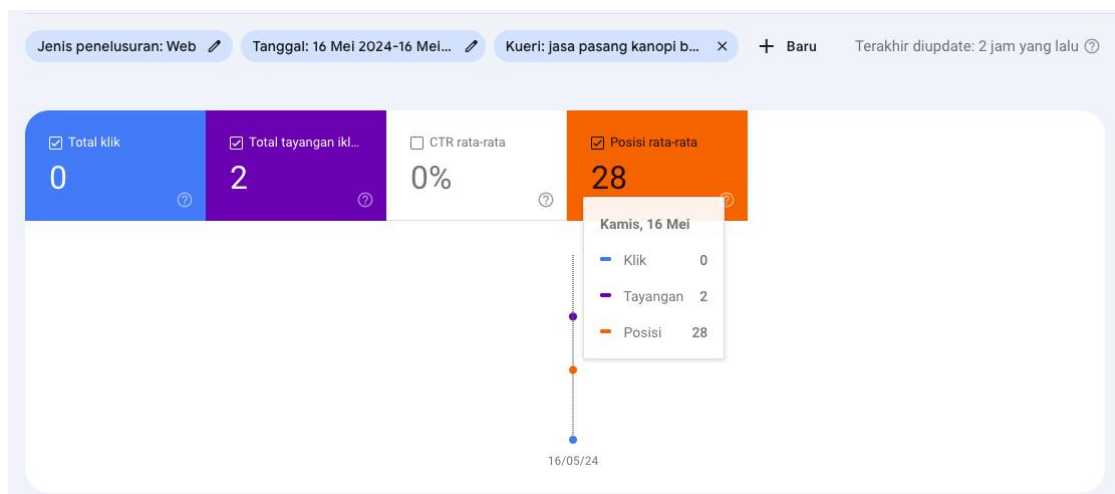 Jenis penelusuran: Web
Tanggal: 16 Mei 2024-16 Mei...
Kueri: jasa pasang kanopi b...
Baru
Terakhir diupdate: 2 jam yang lalu
Total klik
0
Total tayangan ikl...
2
CTR rata-rata
0%
Posisi rata-rata
28
Kamis, 16 Mei
Klik 0
Tayangan 2
Posisi 28
16/05/24